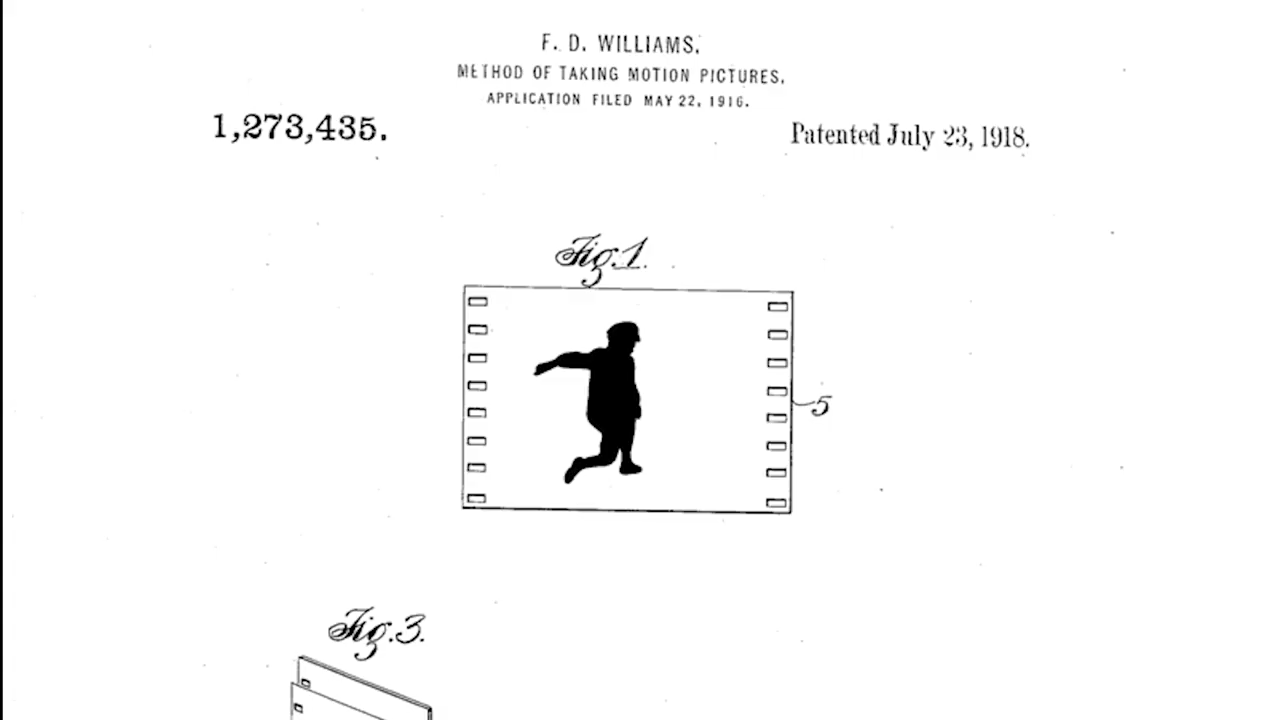 F. D. WILLIAMS.
METHOD OF TAKING MOTION PICTURES.
APPLICATION FILED MAY 22, 1916.
1,273,435.
Patented July 23, 1918.
Fig. 1.
5
Fig. 3.